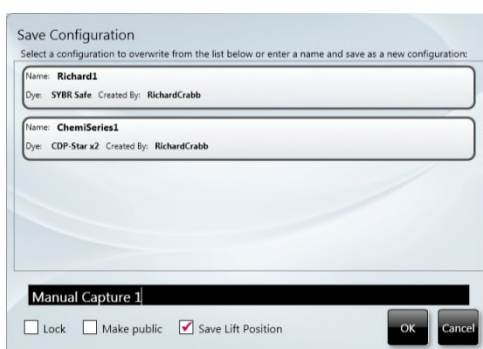 Save Configuration
Select a configuration to overwrite from the list below or enter a name and save as a new configuration:
Name: Richard1
Dye: SYBR Safe Created By: RichardCrabb
Name: ChemiSeries1
Dye: CDP-Star x2 Created By: RichardCrabb
Manual Capture 1
Lock Make public Save Lift Position OK Cancel